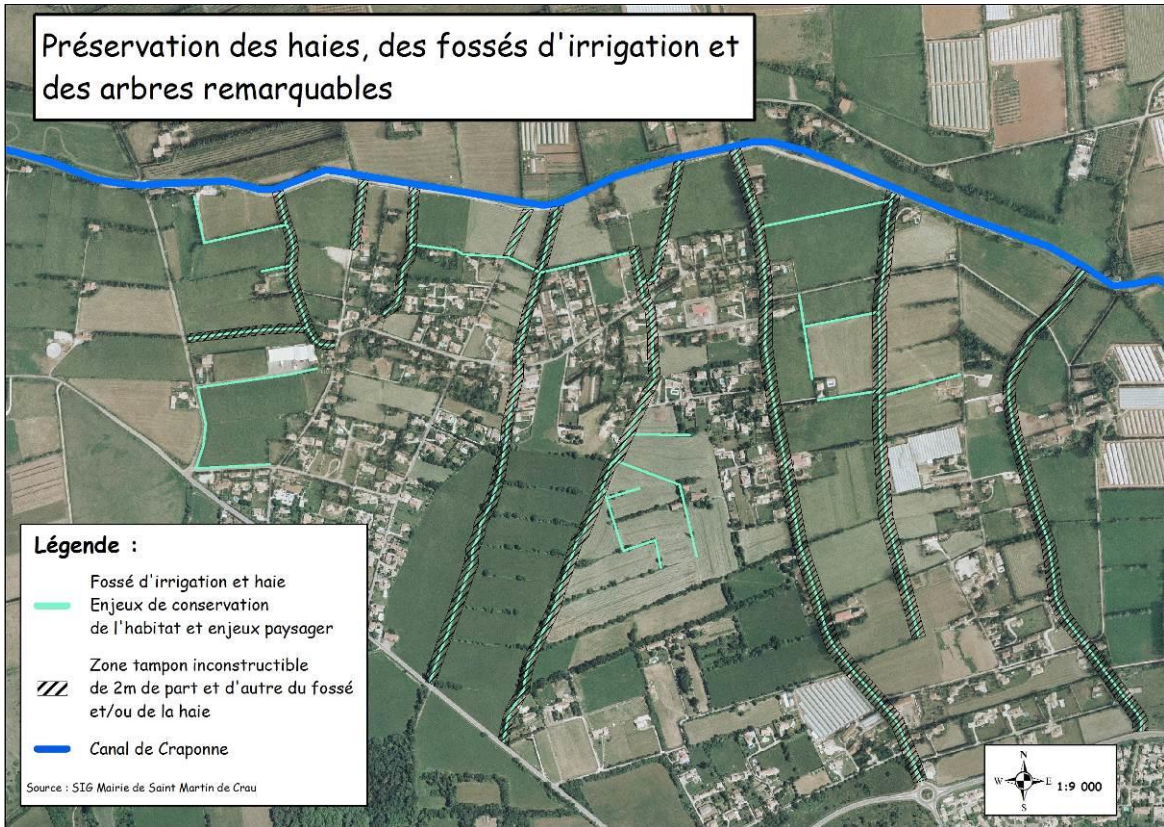 Préservation des haies, des fossés d'irrigation et
des arbres remarquables
Légende :
Fossé d'irrigation et haie
Enjeux de conservation
de l'habitat et enjeux paysager
Zone tampon inconstructible
de 2m de part et d'autre du fossé
et/ou de la haie
Canal de Craponne
Source : SIG Mairie de Saint Martin de Crau
N
W E
S
1:9 000